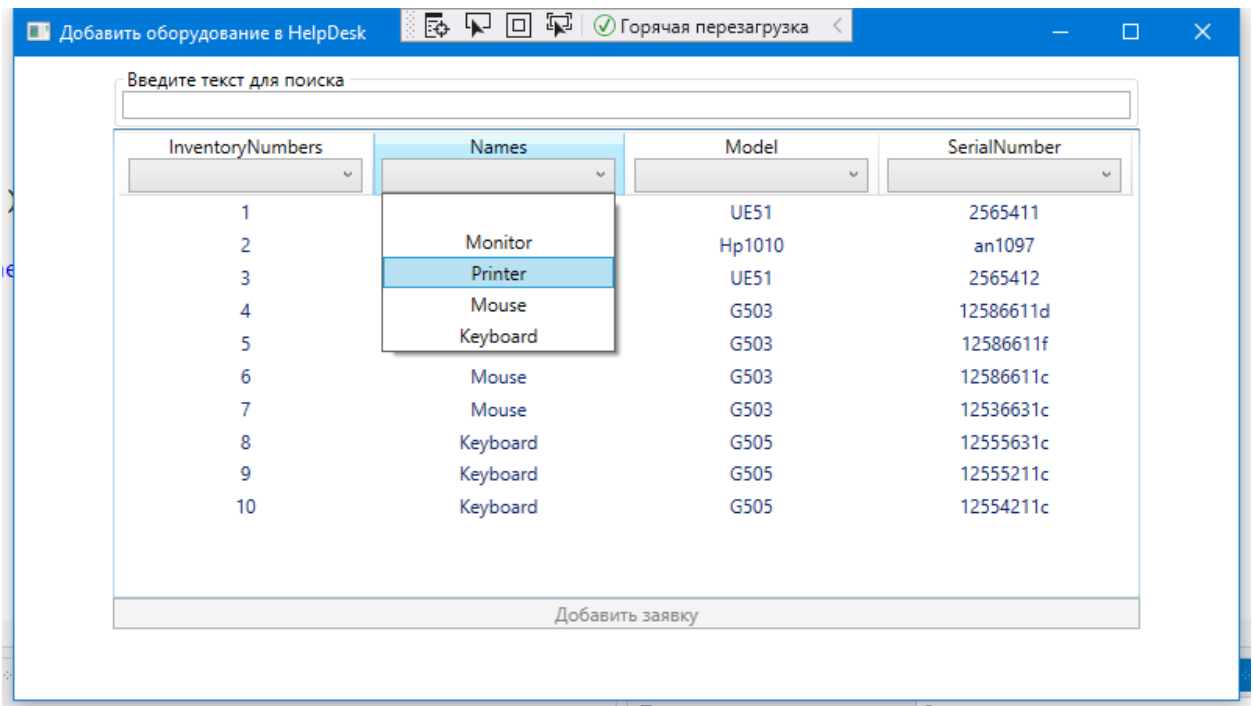 Добавить оборудование в HelpDesk
Горячая перезагрузка
Введите текст для поиска
InventoryNumbers Names Model SerialNumber
1 UE51 2565411
2 Monitor Hp1010 an1097
3 Printer UE51 2565412
4 Mouse G503 12586611d
5 Keyboard G503 12586611f
6 Mouse G503 12586611c
7 Mouse G503 12536631c
8 Keyboard G505 12555631c
9 Keyboard G505 12555211c
10 Keyboard G505 12554211c
Добавить заявку